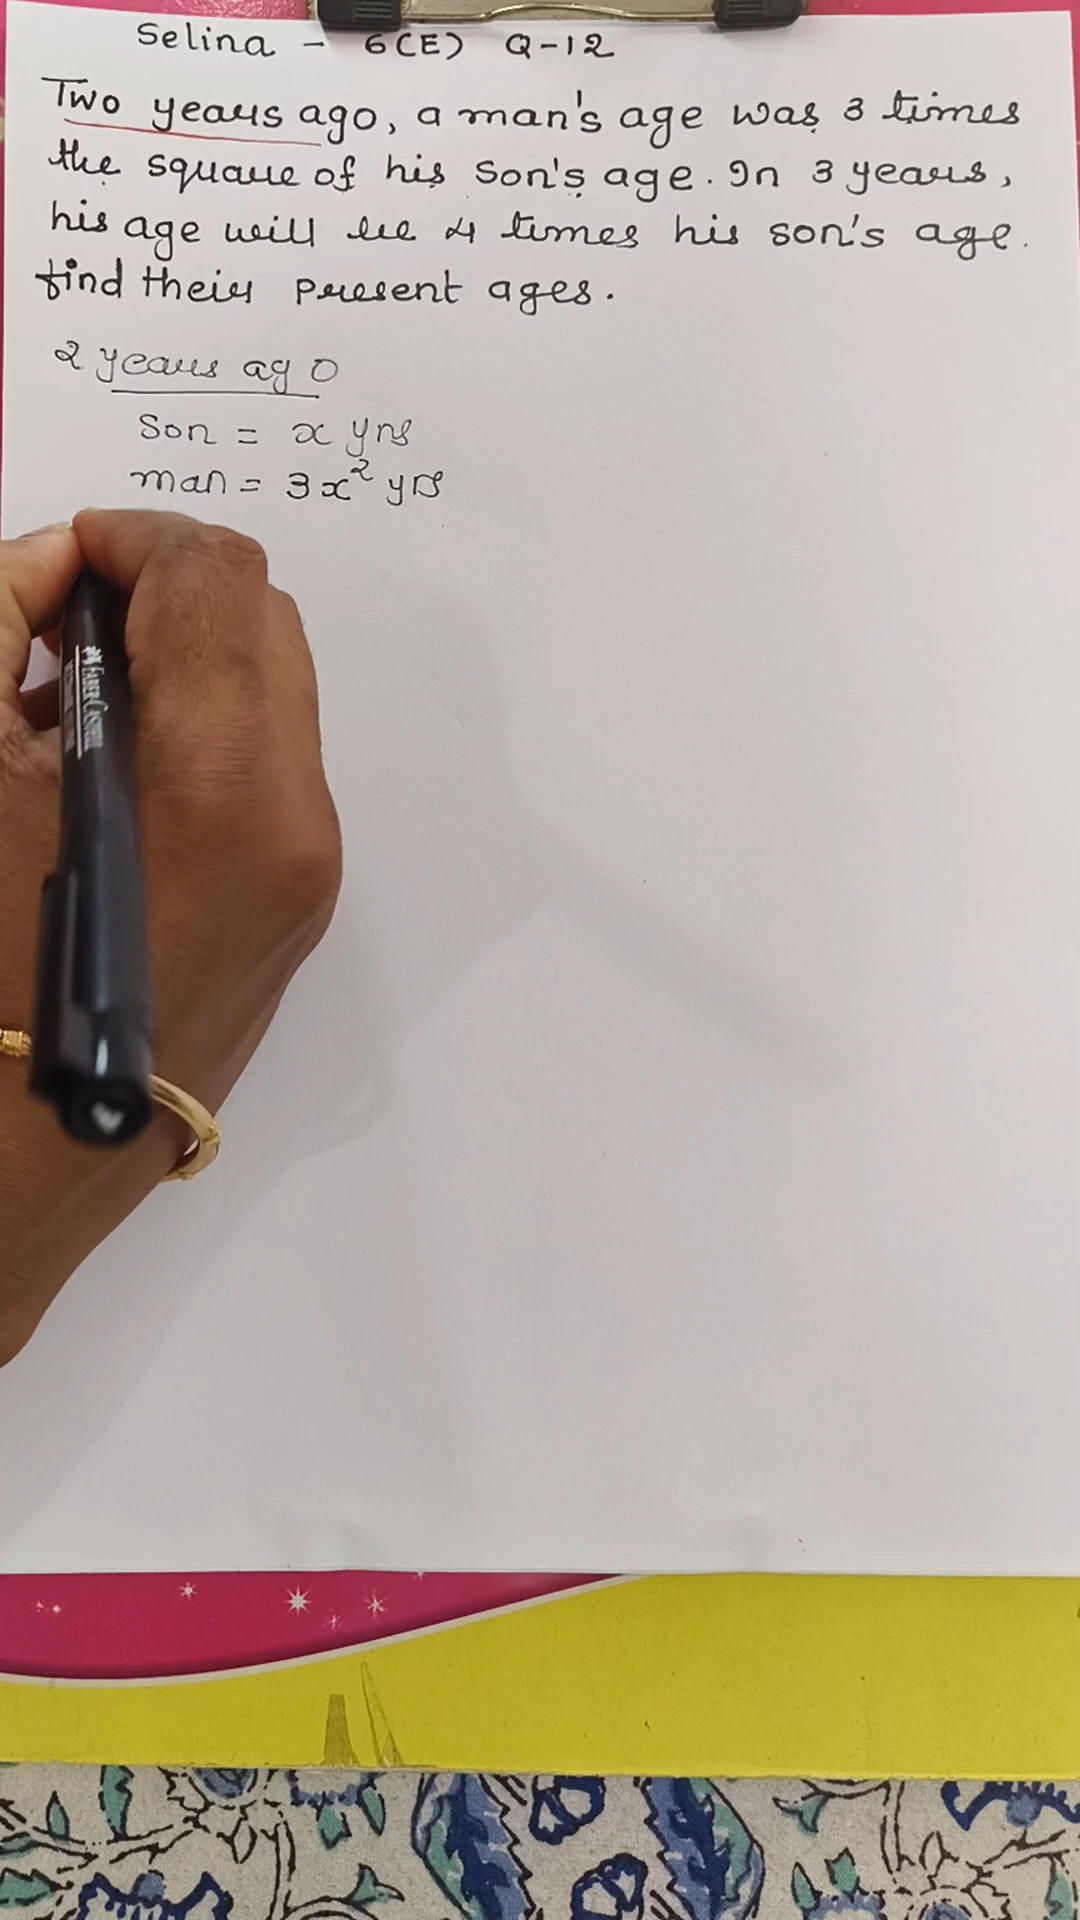 Selina - 6(E) Q-12
Two years ago, a man's age was 3 times
the square of his son's age. In 3 years,
his age will be 4 times his son's age.
find their present ages.
2 years ago
Son = x yrs
man = 3x² yrs
FABER-CASTELL